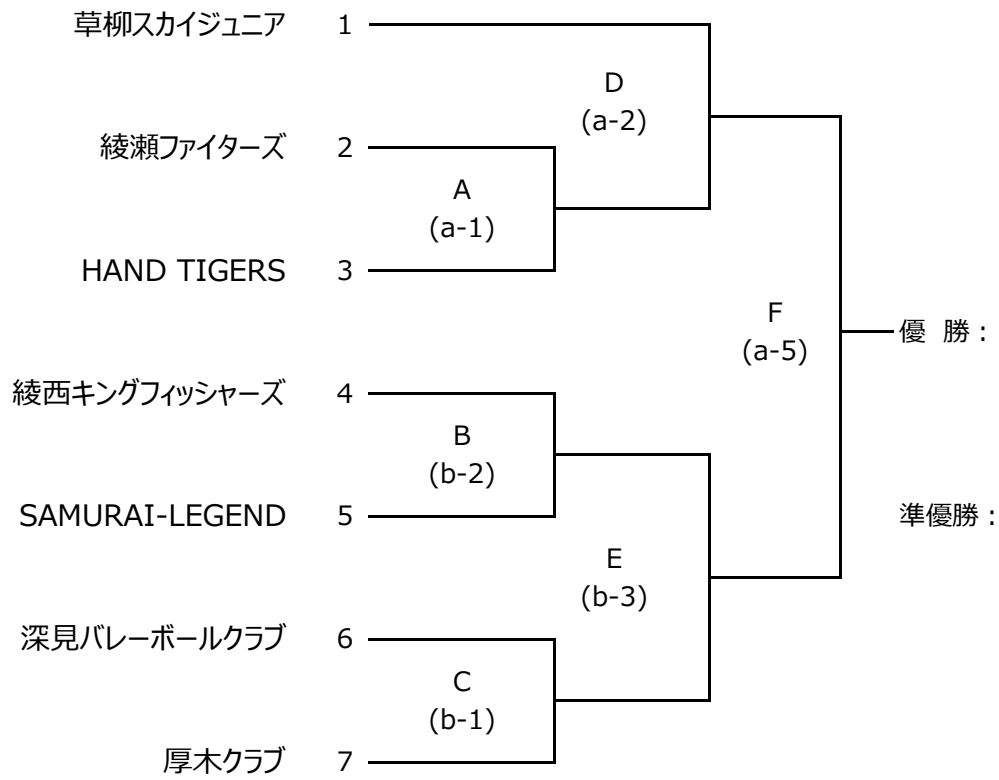 草柳スカイジュニア 1
D
(a-2)
綾瀬ファイターズ 2
A
(a-1)
HAND TIGERS 3
F
(a-5)
優 勝：
綾西キングフィッシャーズ 4
B
(b-2)
SAMURAI-LEGEND 5
準優勝：
E
(b-3)
深見バレーボールクラブ 6
C
(b-1)
厚木クラブ 7